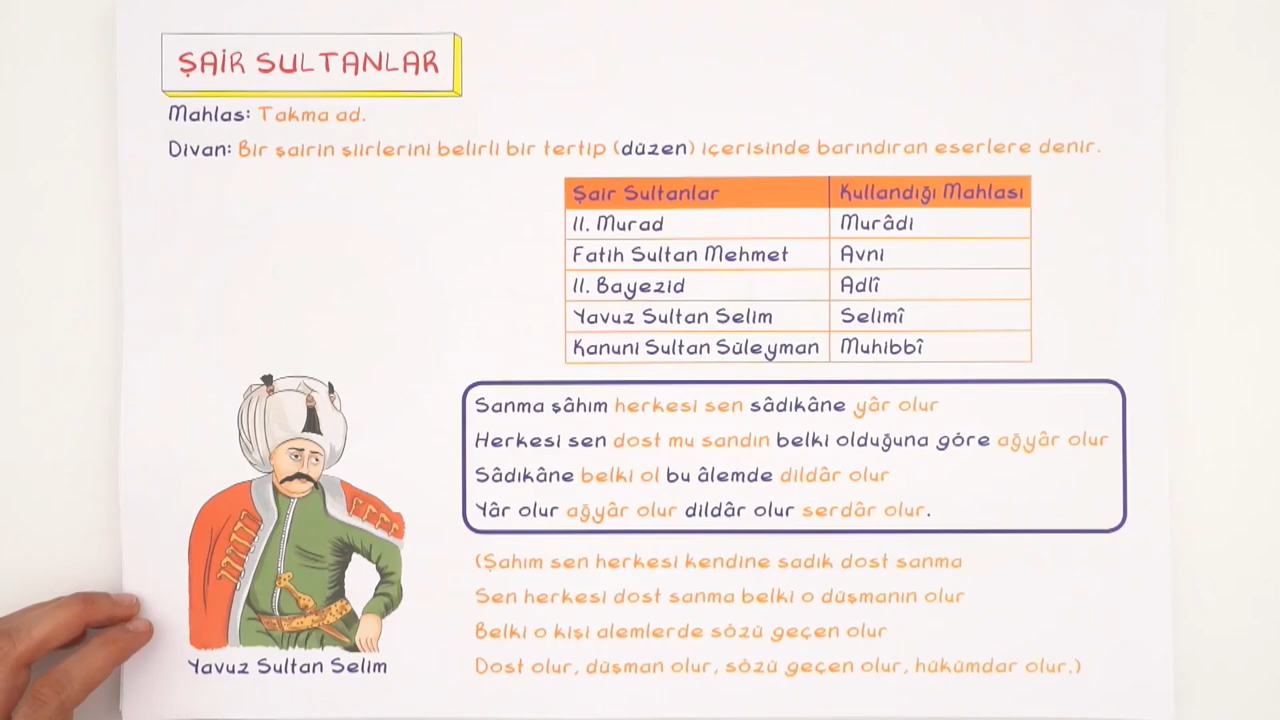 ŞAİR SULTANLAR
Mahlas: Takma ad.
Divan: Bir şairin şiirlerini belirli bir tertip (düzen) içerisinde barındıran eserlere denir.
Şair Sultanlar Kullandığı Mahlası
II. Murad Murâdi
Fatih Sultan Mehmet Avni
II. Bayezid Adlî
Yavuz Sultan Selim Selimî
Kanuni Sultan Süleyman Muhibbî
Sanma şâhım herkesi sen sâdıkâne yâr olur
Herkesi sen dost mu sandın belki olduğuna göre ağyâr olur
Sâdıkâne belki ol bu âlemde dildâr olur
Yâr olur ağyâr olur dildâr olur serdâr olur.
(Şahım sen herkesi kendine sadık dost sanma
Sen herkesi dost sanma belki o düşmanın olur
Belki o kişi alemlerde sözü geçen olur
Dost olur, düşman olur, sözü geçen olur, hükümdar olur.)
Yavuz Sultan Selim